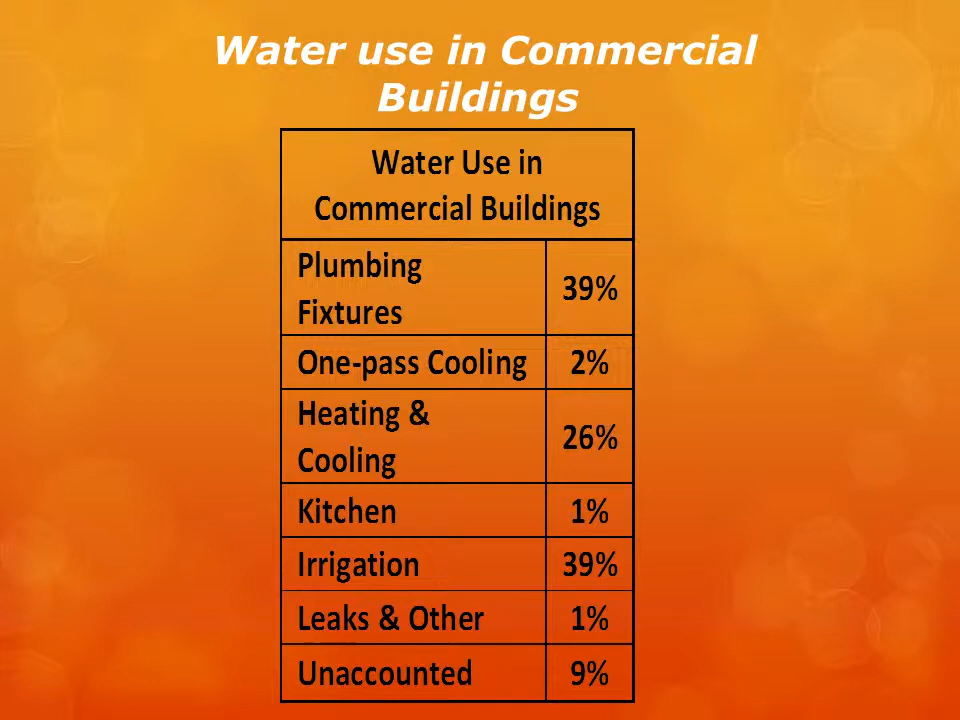 Water use in Commercial
Buildings
Water Use in
Commercial Buildings
Plumbing
Fixtures
39%
One-pass Cooling 2%
Heating &
Cooling
26%
Kitchen 1%
Irrigation 39%
Leaks & Other 1%
Unaccounted 9%